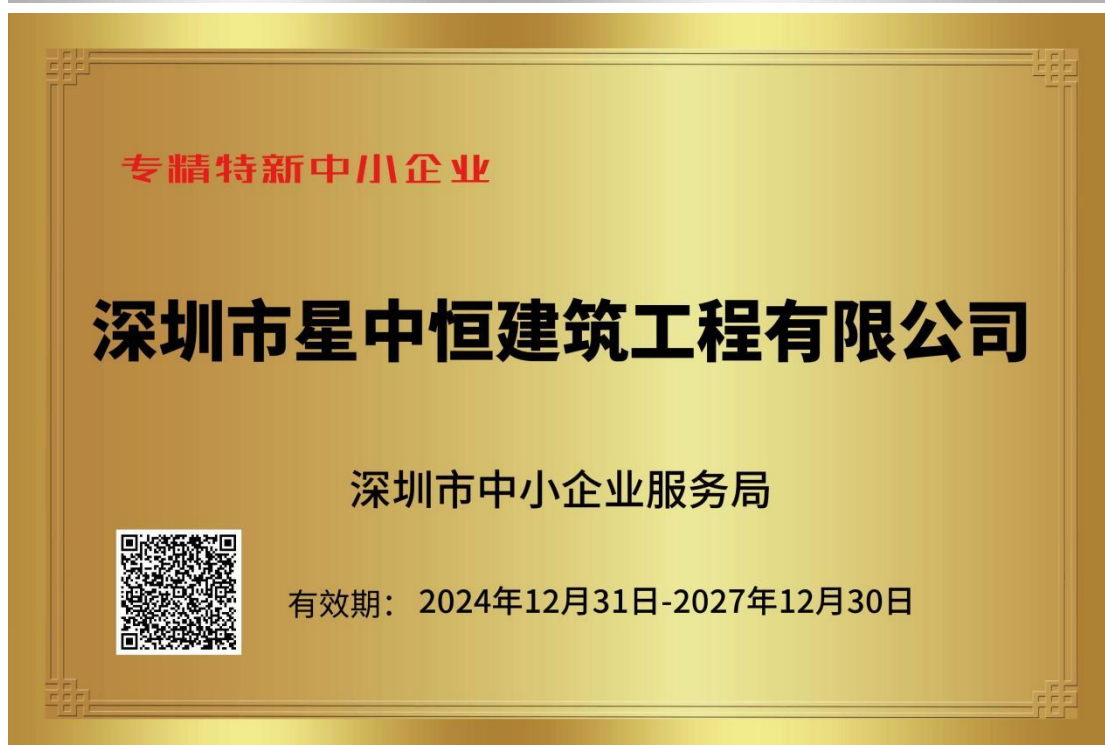 专精特新中小企业
深圳市星中恒建筑工程有限公司
深圳市中小企业服务局
有效期： 2024年12月31日-2027年12月30日